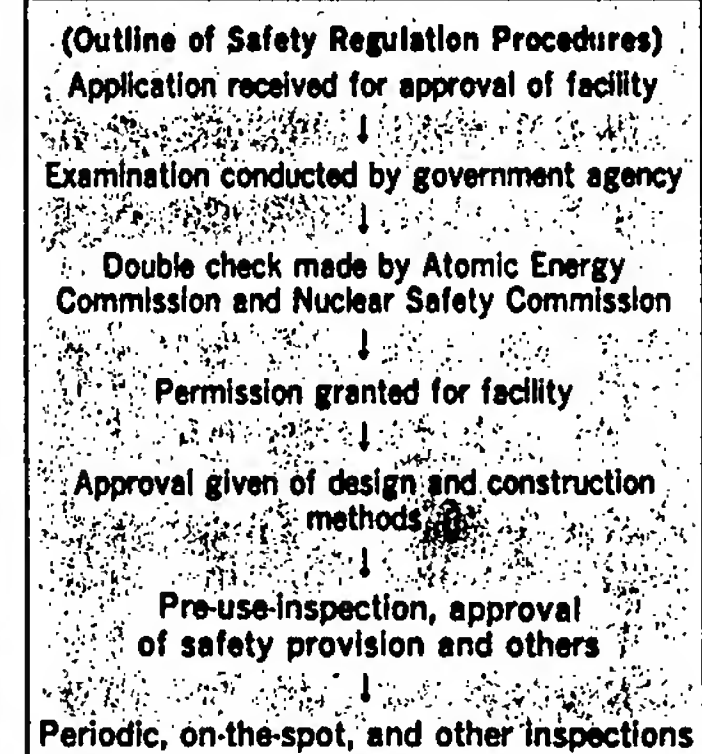 (Outline of Safety Regulation Procedures)
Application received for approval of facility
↓
Examination conducted by government agency
↓
Double check made by Atomic Energy
Commission and Nuclear Safety Commission
↓
Permission granted for facility
↓
Approval given of design and construction
methods
↓
Pre-use-inspection, approval
of safety provision and others
↓
Periodic, on-the-spot, and other inspections